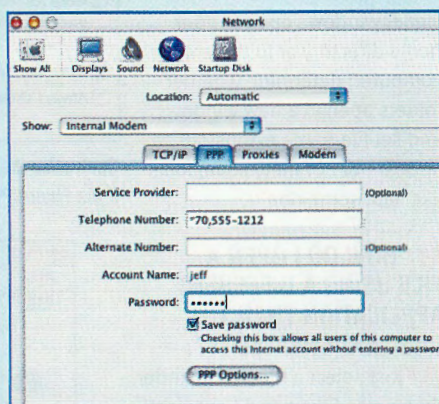 Network
Show All Displays Sound Network Startup Disk
Location: Automatic
Show: Internal Modem
TCP/IP PPP Proxies Modem
Service Provider: (Optional)
Telephone Number: *70,555-1212
Alternate Number: (Optional)
Account Name: jeff
Password: ••••••
Save password
Checking this box allows all users of this computer to
access this Internet account without entering a passwor
PPP Options...